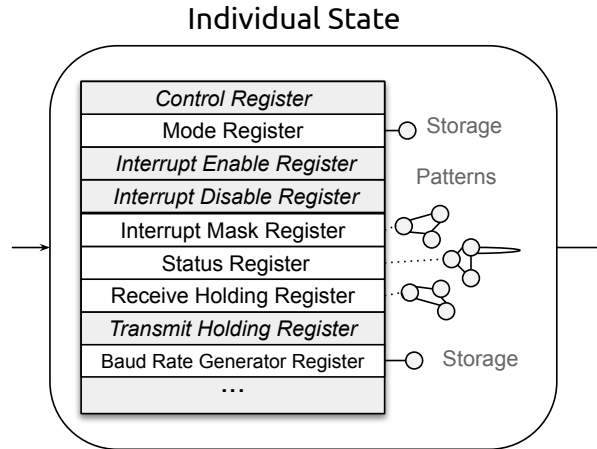 Individual State
Control Register
Mode Register
Storage
Interrupt Enable Register
Patterns
Interrupt Disable Register
Interrupt Mask Register
Status Register
Receive Holding Register
Transmit Holding Register
Baud Rate Generator Register
Storage
...